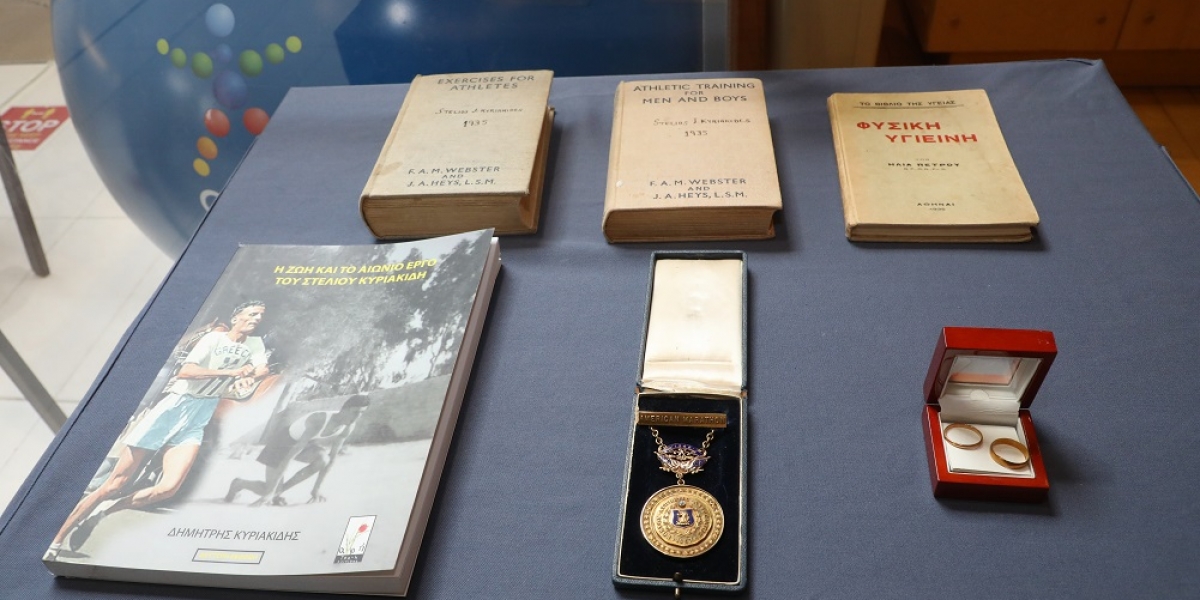 STOP
EXERCISES FOR
ATHLETES
STELIOS J. KYRIAKIDES
1935
F. A. M. WEBSTER
AND
J. A. HEYS, L.S.M.
ATHLETIC TRAINING
FOR
MEN AND BOYS
STELIOS J. KYRIAKIDES
1935
F. A. M. WEBSTER
AND
J. A. HEYS, L.S.M.
ΤΟ ΒΙΒΛΙΟ ΤΗΣ ΥΓΕΙΑΣ
ΦΥΣΙΚΗ
ΥΓΙΕΙΝΗ
ΗΛΙΑ ΠΕΤΡΟΥ
ΑΘΗΝΑΙ
Η ΖΩΗ ΚΑΙ ΤΟ ΑΙΩΝΙΟ ΕΡΓΟ
ΤΟΥ ΣΤΕΛΙΟΥ ΚΥΡΙΑΚΙΔΗ
GREECE
ΔΗΜΗΤΡΗΣ ΚΥΡΙΑΚΙΔΗΣ
AMERICAN MARATHON